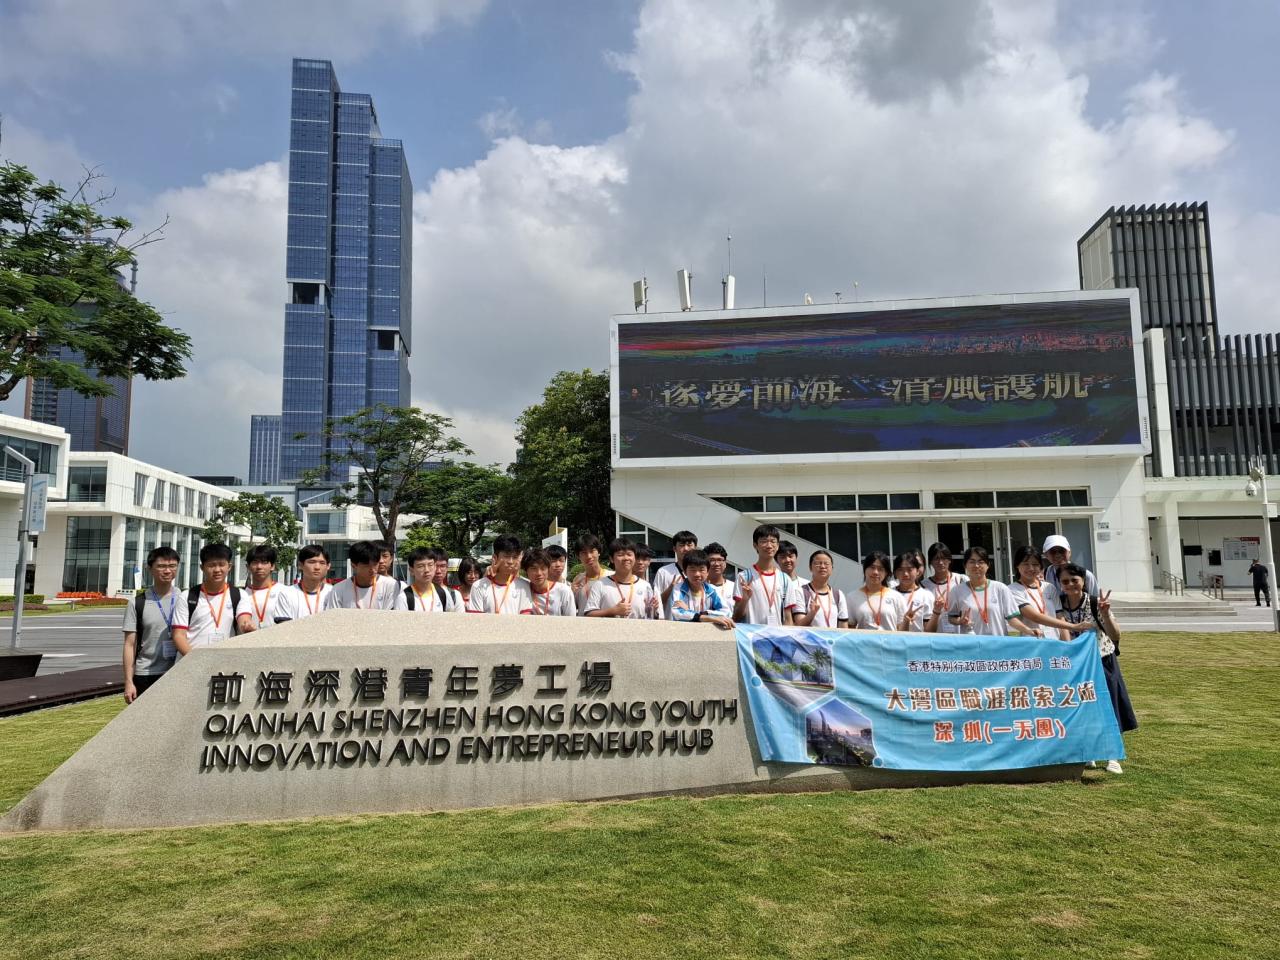 逐夢前海 清風護航
前海深港青年夢工場
QIANHAI SHENZHEN HONG KONG YOUTH
INNOVATION AND ENTREPRENEUR HUB
香港特別行政區政府教育局 主辦
大灣區職涯探索之旅
深圳(一天團)